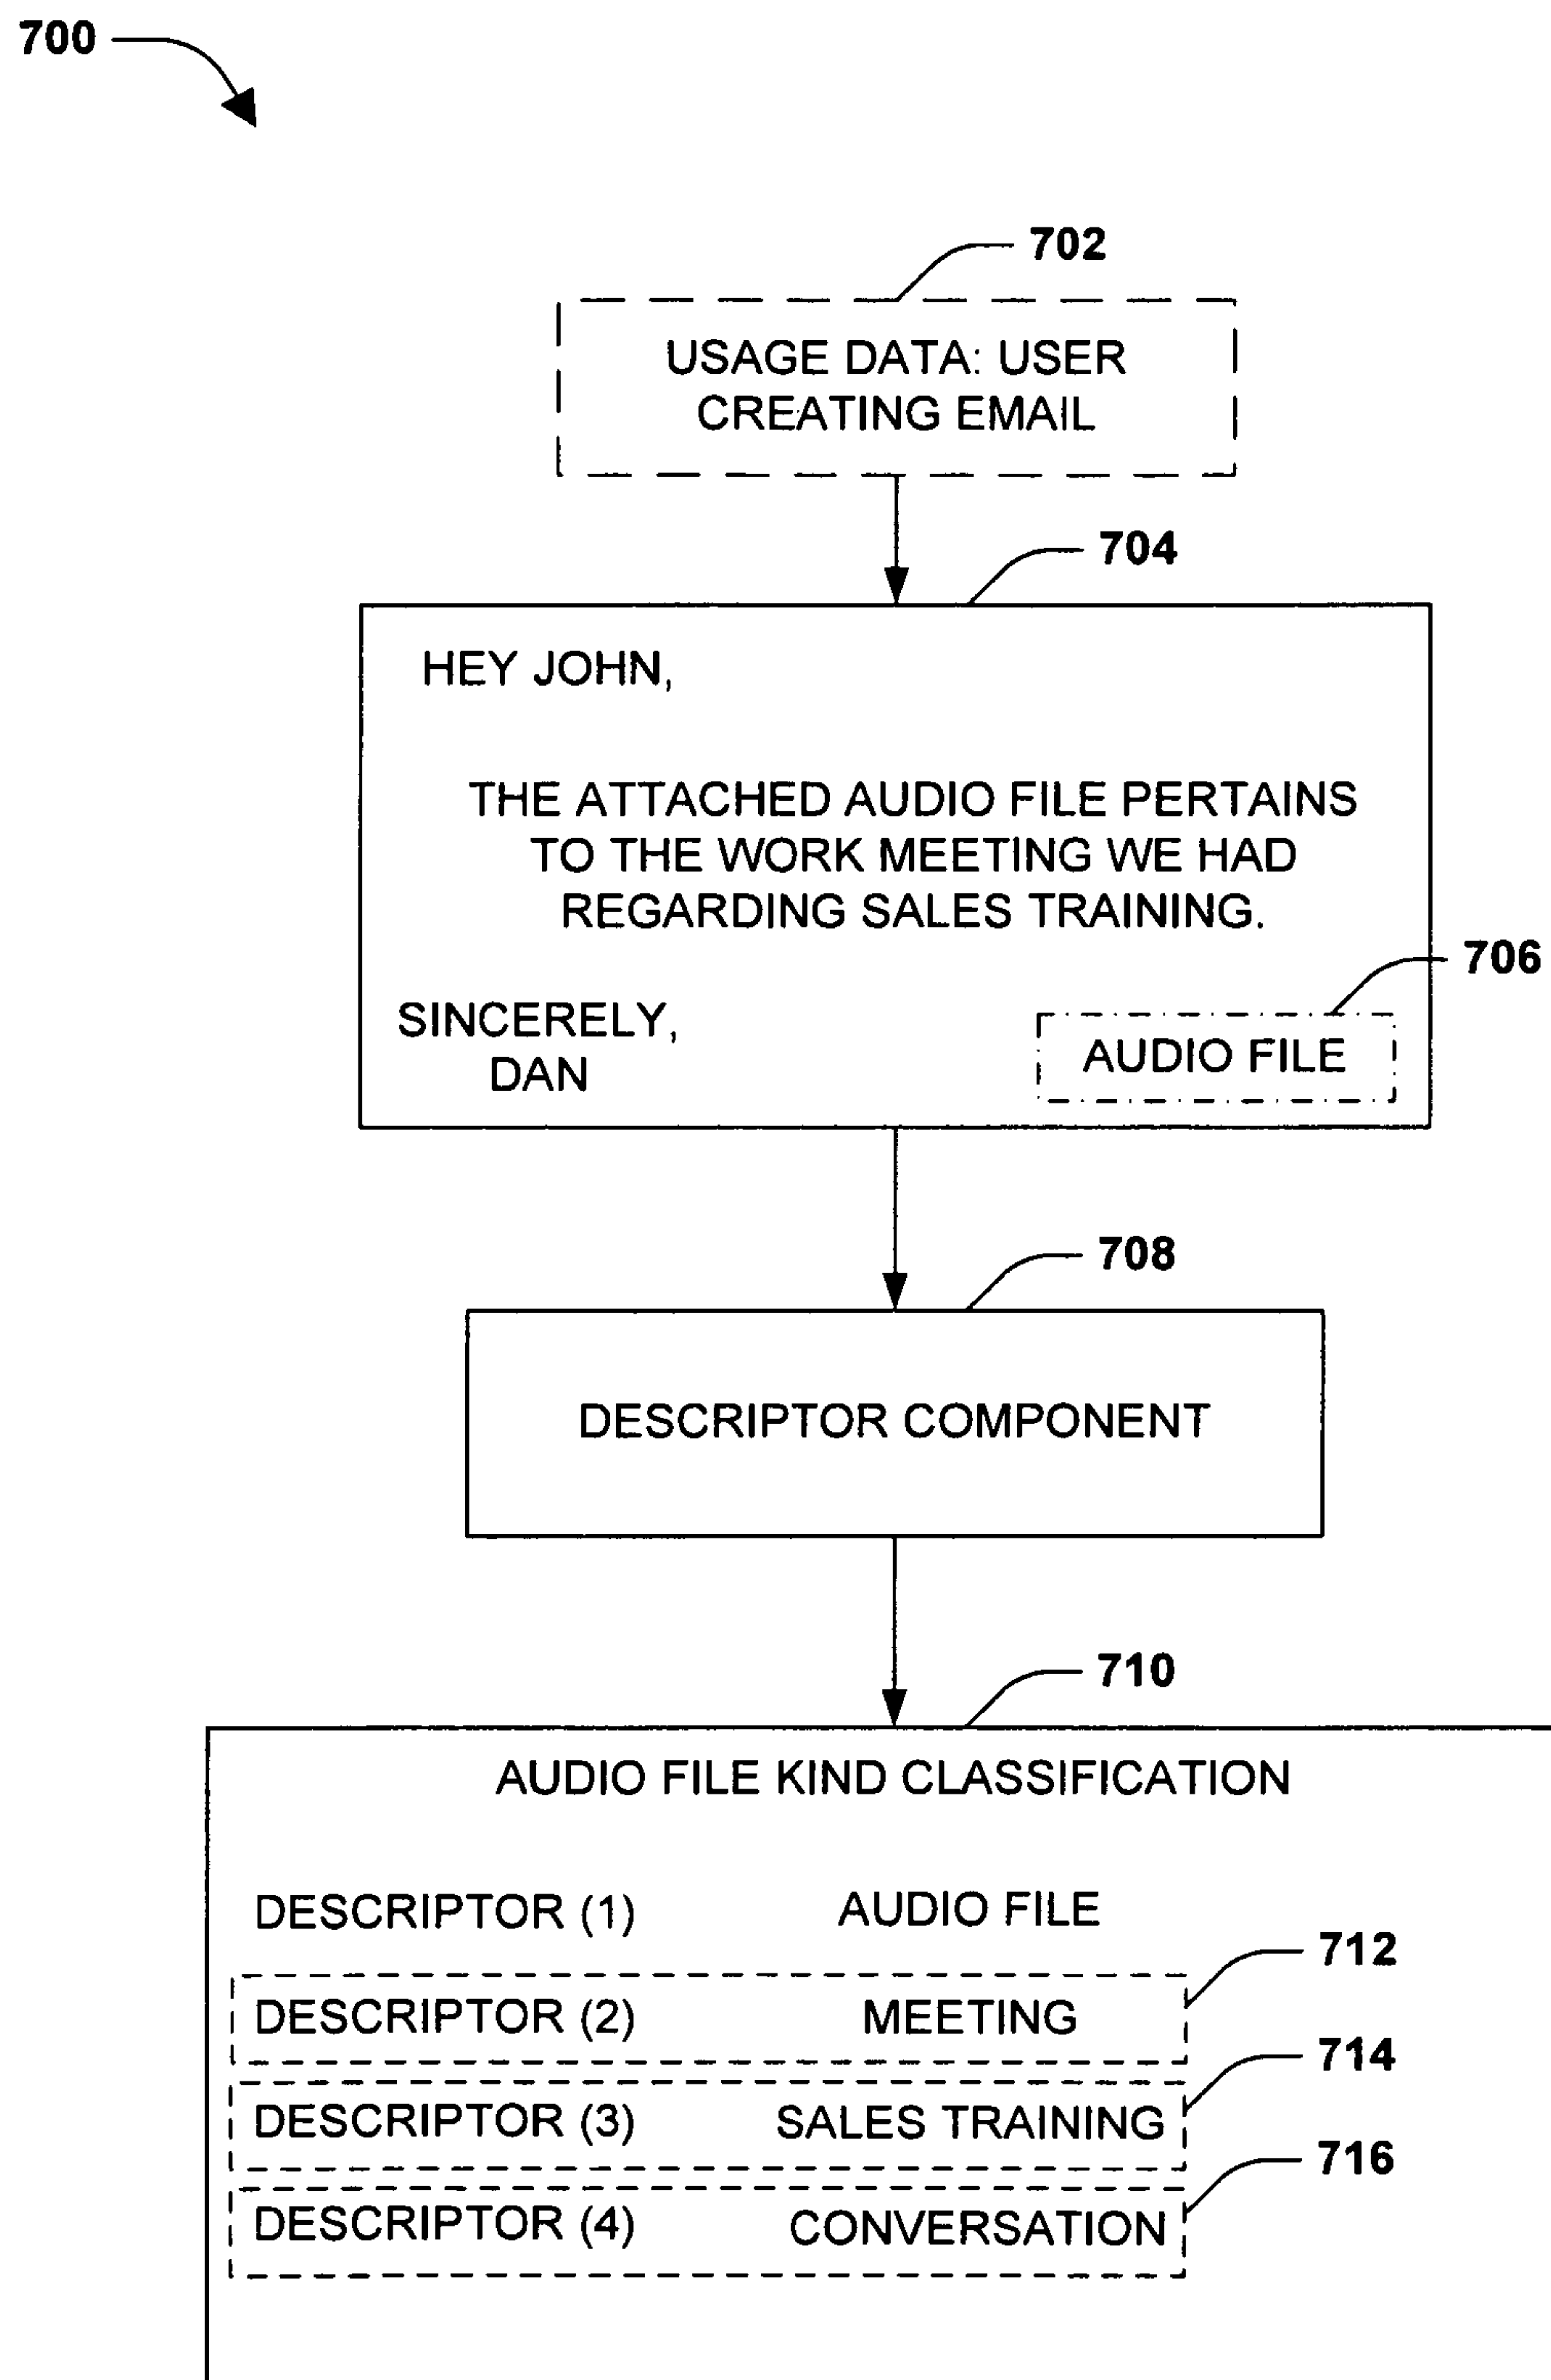 700
702
USAGE DATA: USER
CREATING EMAIL
704
HEY JOHN,
THE ATTACHED AUDIO FILE PERTAINS
TO THE WORK MEETING WE HAD
REGARDING SALES TRAINING.
706
SINCERELY,
DAN
AUDIO FILE
708
DESCRIPTOR COMPONENT
710
AUDIO FILE KIND CLASSIFICATION
DESCRIPTOR (1) AUDIO FILE
712
DESCRIPTOR (2) MEETING
714
DESCRIPTOR (3) SALES TRAINING
716
DESCRIPTOR (4) CONVERSATION